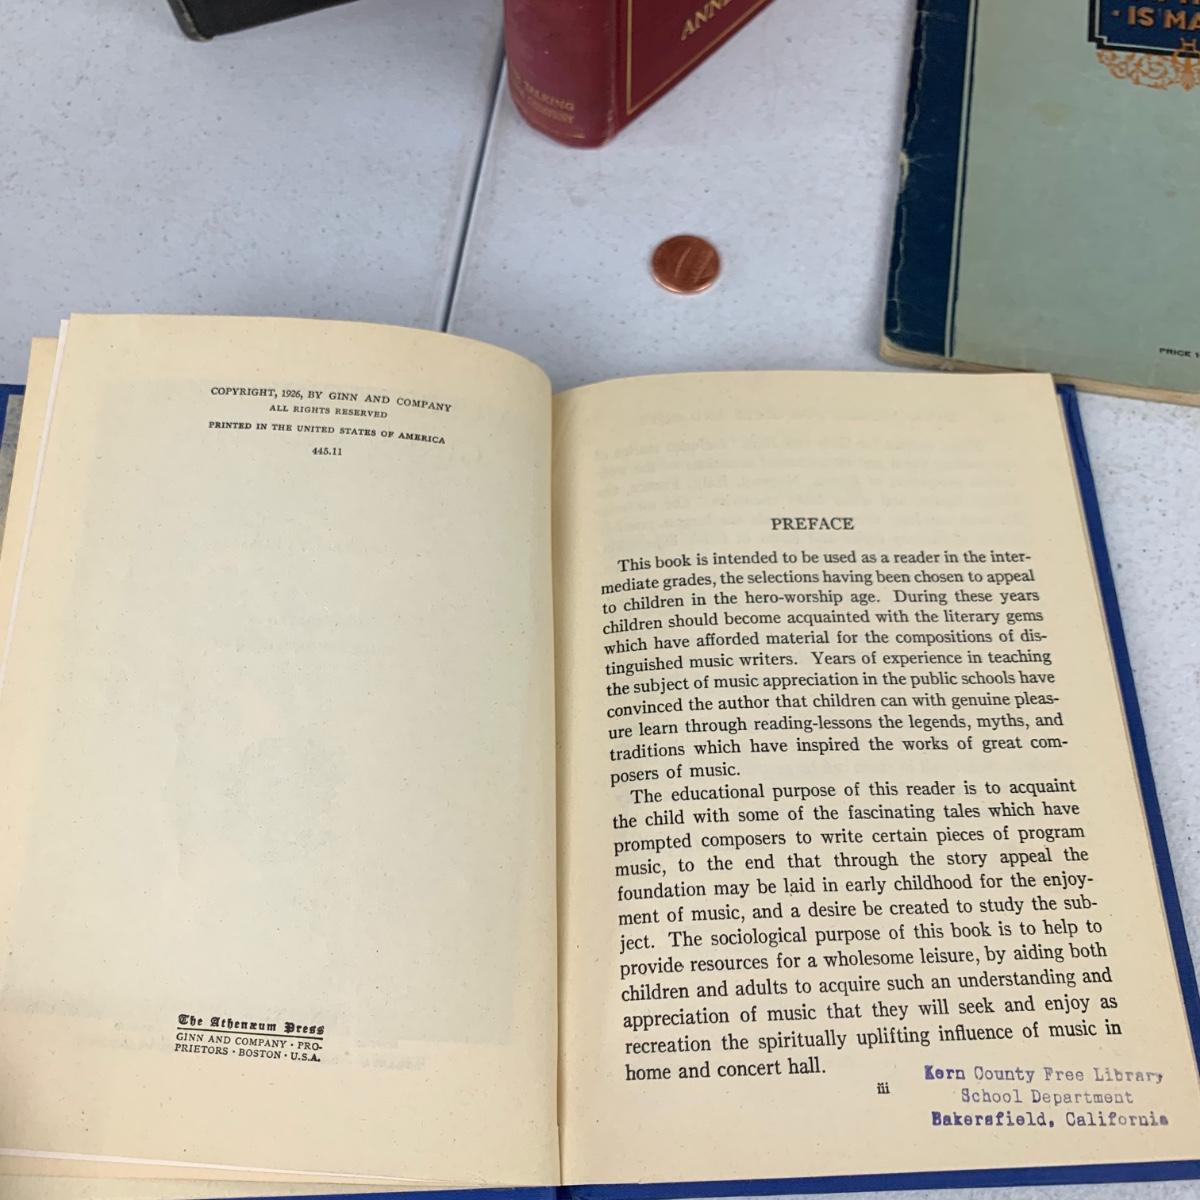 ANN
TALKING
COMPANY
· IS MA
PRICE 1
COPYRIGHT, 1926, BY GINN AND COMPANY
ALL RIGHTS RESERVED
PRINTED IN THE UNITED STATES OF AMERICA
445.11
The Athenæum Press
GINN AND COMPANY · PRO-
PRIETORS · BOSTON · U.S.A.
PREFACE
This book is intended to be used as a reader in the inter-
mediate grades, the selections having been chosen to appeal
to children in the hero-worship age. During these years
children should become acquainted with the literary gems
which have afforded material for the compositions of dis-
tinguished music writers. Years of experience in teaching
the subject of music appreciation in the public schools have
convinced the author that children can with genuine pleas-
ure learn through reading-lessons the legends, myths, and
traditions which have inspired the works of great com-
posers of music.
The educational purpose of this reader is to acquaint
the child with some of the fascinating tales which have
prompted composers to write certain pieces of program
music, to the end that through the story appeal the
foundation may be laid in early childhood for the enjoy-
ment of music, and a desire be created to study the sub-
ject. The sociological purpose of this book is to help to
provide resources for a wholesome leisure, by aiding both
children and adults to acquire such an understanding and
appreciation of music that they will seek and enjoy as
recreation the spiritually uplifting influence of music in
home and concert hall.
iii
Kern County Free Library
School Department
Bakersfield, California